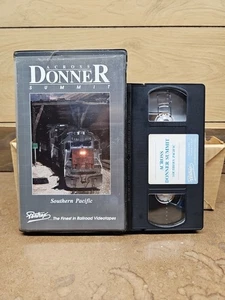 ACROSS
DONNER
SUMMIT
Southern Pacific
Pentrex
The Finest in Railroad Videotapes
ACROSS
DONNER SUMMIT